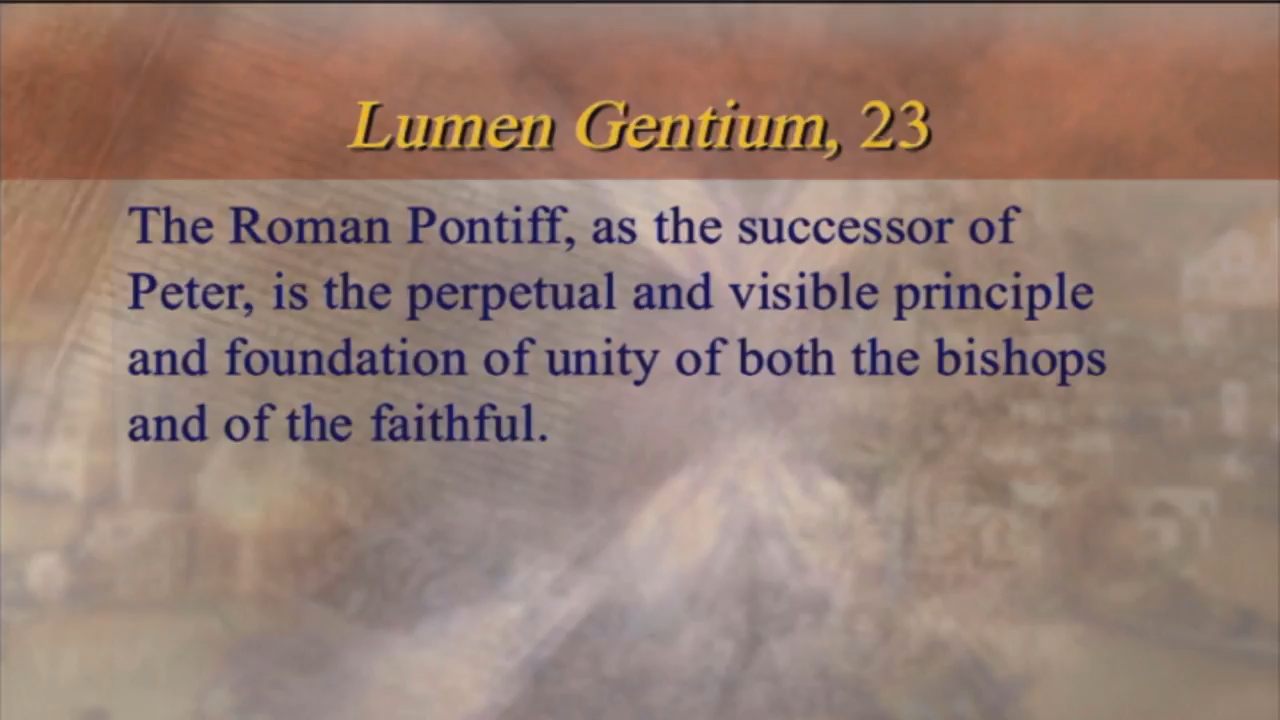 Lumen Gentium, 23
The Roman Pontiff, as the successor of
Peter, is the perpetual and visible principle
and foundation of unity of both the bishops
and of the faithful.